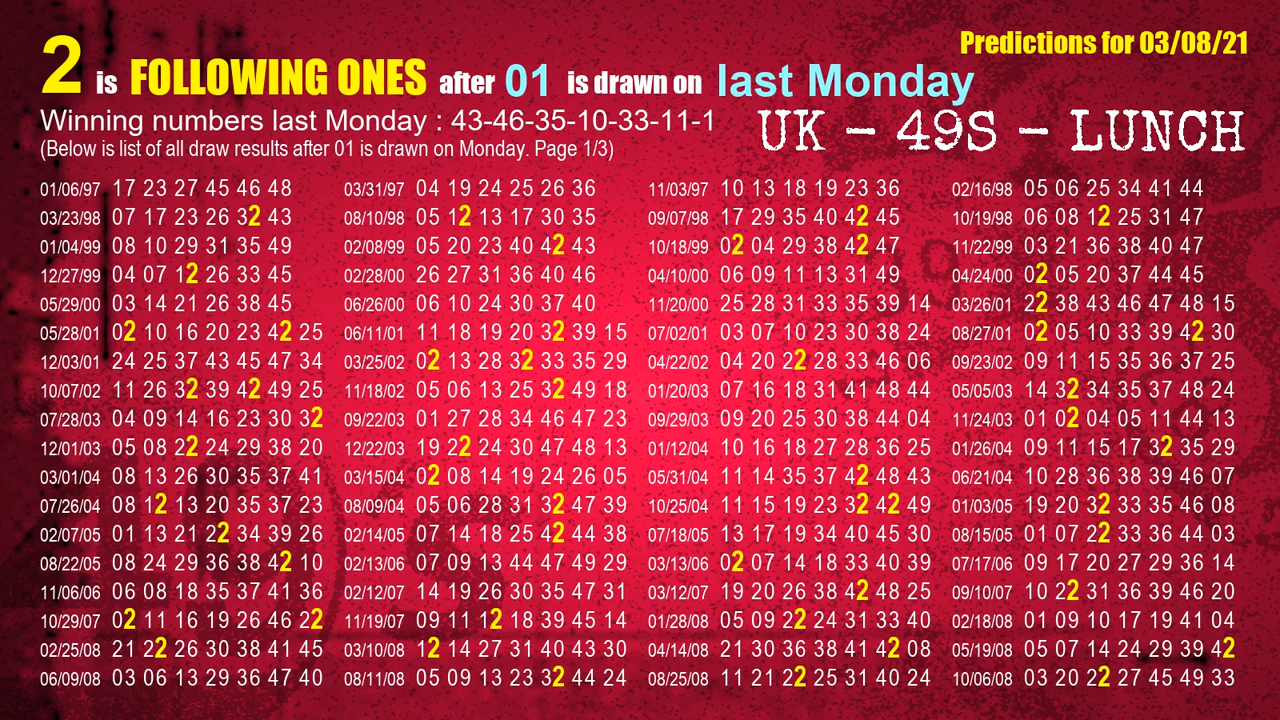 Predictions for 03/08/21
2 is FOLLOWING ONES after 01 is drawn on last Monday
Winning numbers last Monday : 43-46-35-10-33-11-1
UK - 49S - LUNCH
(Below is list of all draw results after 01 is drawn on Monday. Page 1/3)
01/06/97 17 23 27 45 46 48 03/31/97 04 19 24 25 26 36 11/03/97 10 13 18 19 23 36 02/16/98 05 06 25 34 41 44
03/23/98 07 17 23 26 32 43 08/10/98 05 12 13 17 30 35 09/07/98 17 29 35 40 42 45 10/19/98 06 08 12 25 31 47
01/04/99 08 10 29 31 35 49 02/08/99 05 20 23 40 42 43 10/18/99 02 04 29 38 42 47 11/22/99 03 21 36 38 40 47
12/27/99 04 07 12 26 33 45 02/28/00 26 27 31 36 40 46 04/10/00 06 09 11 13 31 49 04/24/00 02 05 20 37 44 45
05/29/00 03 14 21 26 38 45 06/26/00 06 10 24 30 37 40 11/20/00 25 28 31 33 35 39 14 03/26/01 22 38 43 46 47 48 15
05/28/01 02 10 16 20 23 42 25 06/11/01 11 18 19 20 32 39 15 07/02/01 03 07 10 23 30 38 24 08/27/01 02 05 10 33 39 42 30
12/03/01 24 25 37 43 45 47 34 03/25/02 02 13 28 32 33 35 29 04/22/02 04 20 22 28 33 46 06 09/23/02 09 11 15 35 36 37 25
10/07/02 11 26 32 39 42 49 25 11/18/02 05 06 13 25 32 49 18 01/20/03 07 16 18 31 41 48 44 05/05/03 14 32 34 35 37 48 24
07/28/03 04 09 14 16 23 30 32 09/22/03 01 27 28 34 46 47 23 09/29/03 09 20 25 30 38 44 04 11/24/03 01 02 04 05 11 44 13
12/01/03 05 08 22 24 29 38 20 12/22/03 19 22 24 30 47 48 13 01/12/04 10 16 18 27 28 36 25 01/26/04 09 11 15 17 32 35 29
03/01/04 08 13 26 30 35 37 41 03/15/04 02 08 14 19 24 26 05 05/31/04 11 14 35 37 42 48 43 06/21/04 10 28 36 38 39 46 07
07/26/04 08 12 13 20 35 37 23 08/09/04 05 06 28 31 32 47 39 10/25/04 11 15 19 23 32 42 49 01/03/05 19 20 32 33 35 46 08
02/07/05 01 13 21 22 34 39 26 02/14/05 07 14 18 25 42 44 38 07/18/05 13 17 19 34 40 45 30 08/15/05 01 07 22 33 36 44 03
08/22/05 08 24 29 36 38 42 10 02/13/06 07 09 13 44 47 49 29 03/13/06 02 07 14 18 33 40 39 07/17/06 09 17 20 27 29 36 14
11/06/06 06 08 18 35 37 41 36 02/12/07 14 19 26 30 35 47 31 03/12/07 19 20 26 38 42 48 25 09/10/07 10 22 31 36 39 46 20
10/29/07 02 11 16 19 26 46 22 11/19/07 09 11 12 18 39 45 14 01/28/08 05 09 22 24 31 33 40 02/18/08 01 09 10 17 19 41 04
02/25/08 21 22 26 30 38 41 45 03/10/08 12 14 27 31 40 43 30 04/14/08 21 30 36 38 41 42 08 05/19/08 05 07 14 24 29 39 42
06/09/08 03 06 13 29 36 47 40 08/11/08 05 09 13 23 32 44 24 08/25/08 11 21 22 25 31 40 24 10/06/08 03 20 22 27 45 49 33